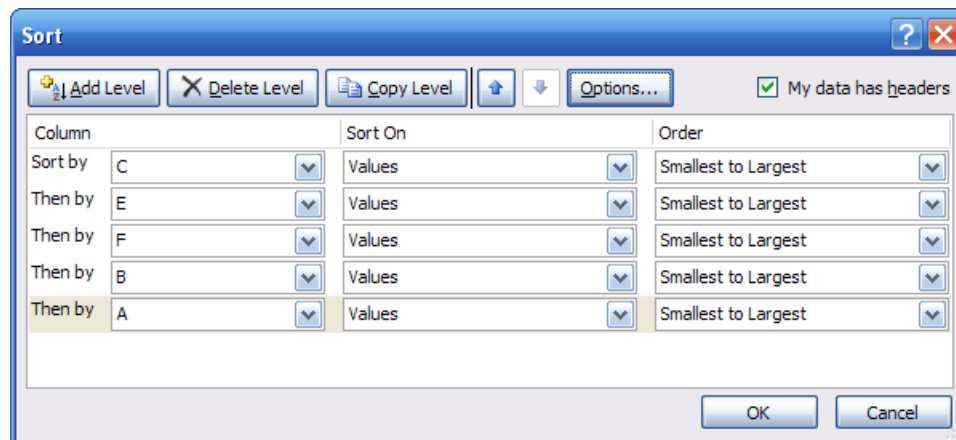 Sort
Add Level Delete Level Copy Level Options... My data has headers
Column Sort On Order
Sort by C Values Smallest to Largest
Then by E Values Smallest to Largest
Then by F Values Smallest to Largest
Then by B Values Smallest to Largest
Then by A Values Smallest to Largest
OK Cancel